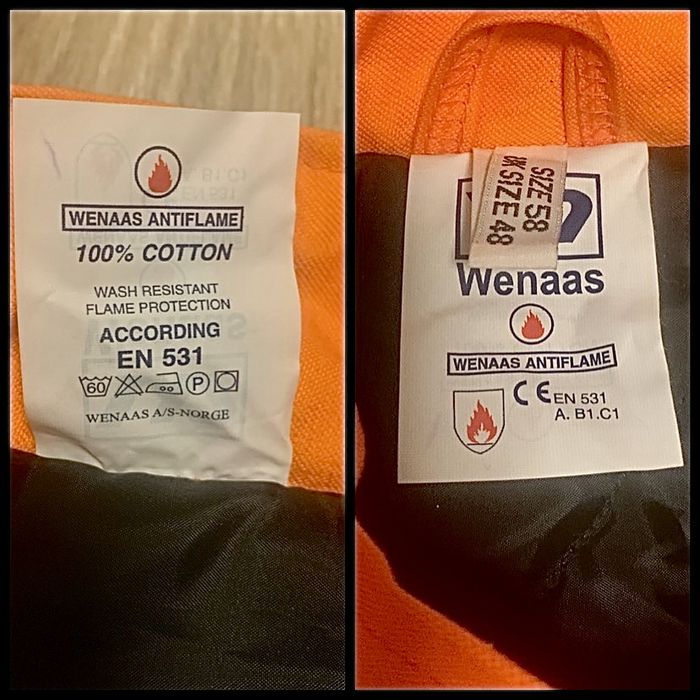 WENAAS ANTIFLAME
100% COTTON
WASH RESISTANT
FLAME PROTECTION
ACCORDING
EN 531
60 P
WENAAS A/S-NORGE
SIZE 58
UK SIZE 48
Wenaas
WENAAS ANTIFLAME
CE EN 531
A. B1.C1